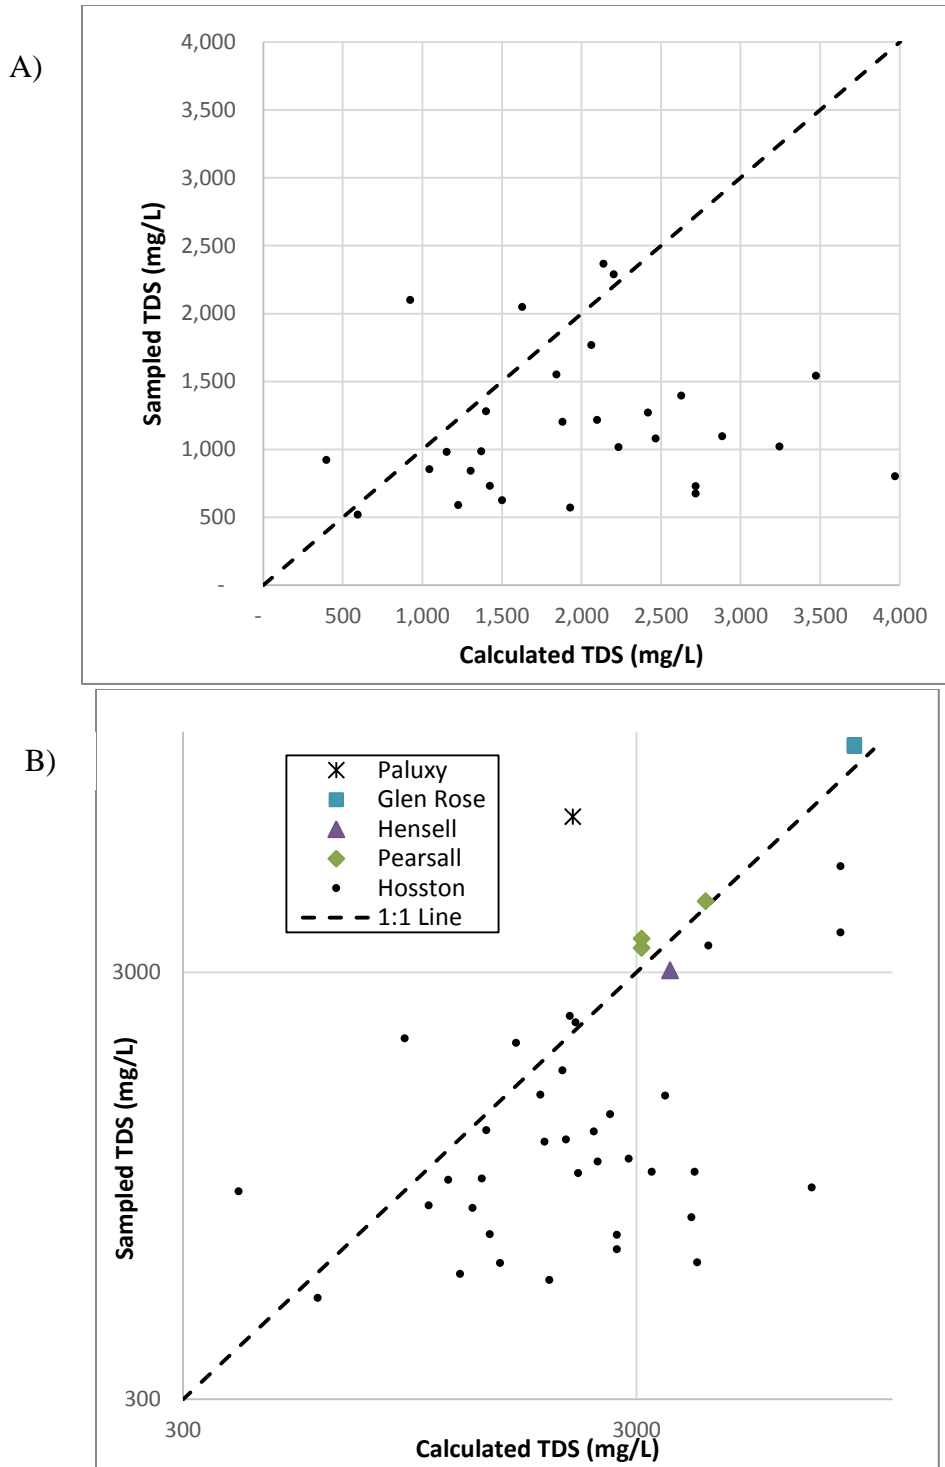 A)
4,000
3,500
3,000
2,500
2,000
1,500
1,000
500
-
Sampled TDS (mg/L)
- 500 1,000 1,500 2,000 2,500 3,000 3,500 4,000
Calculated TDS (mg/L)
B)
Paluxy
Glen Rose
Hensell
Pearsall
Hosston
1:1 Line
3000
Sampled TDS (mg/L)
300
300 3000
Calculated TDS (mg/L)